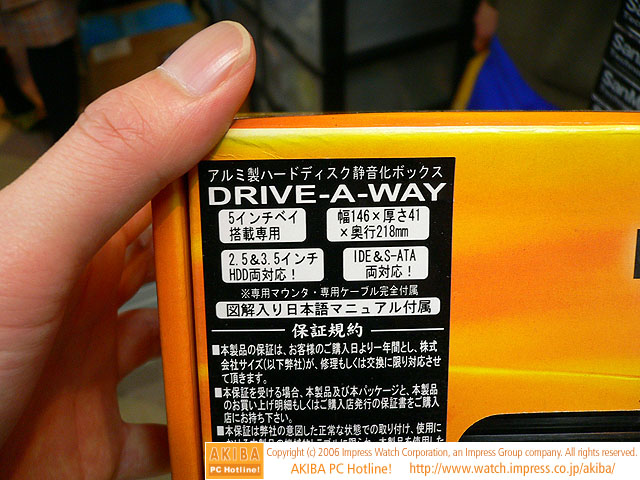 アルミ製ハードディスク静音化ボックス
DRIVE-A-WAY
5インチベイ
搭載専用
幅146×厚さ41
×奥行218mm
2.5&3.5インチ
HDD両対応!
IDE&S-ATA
両対応!
※専用マウンタ・専用ケーブル完全付属
図解入り日本語マニュアル付属
保証規約
■本製品の保証は、お客様のご購入日より一年間とし、株式
会社サイズ(以下弊社)が、修理もしくは交換に限り対応させ
て頂きます。
■本保証を受ける場合、本製品及び本パッケージと、本製品
のお買い上げ明細もしくはご購入店発行の保証書をご購入
店にお持ち下さい。
■本保証は弊社の意図した正常な状態での取り付け、使用に
AKIBA
PC Hotline!
Copyright (c) 2006 Impress Watch Corporation, an Impress Group company. All rights reserved.
AKIBA PC Hotline! http://www.watch.impress.co.jp/akiba/